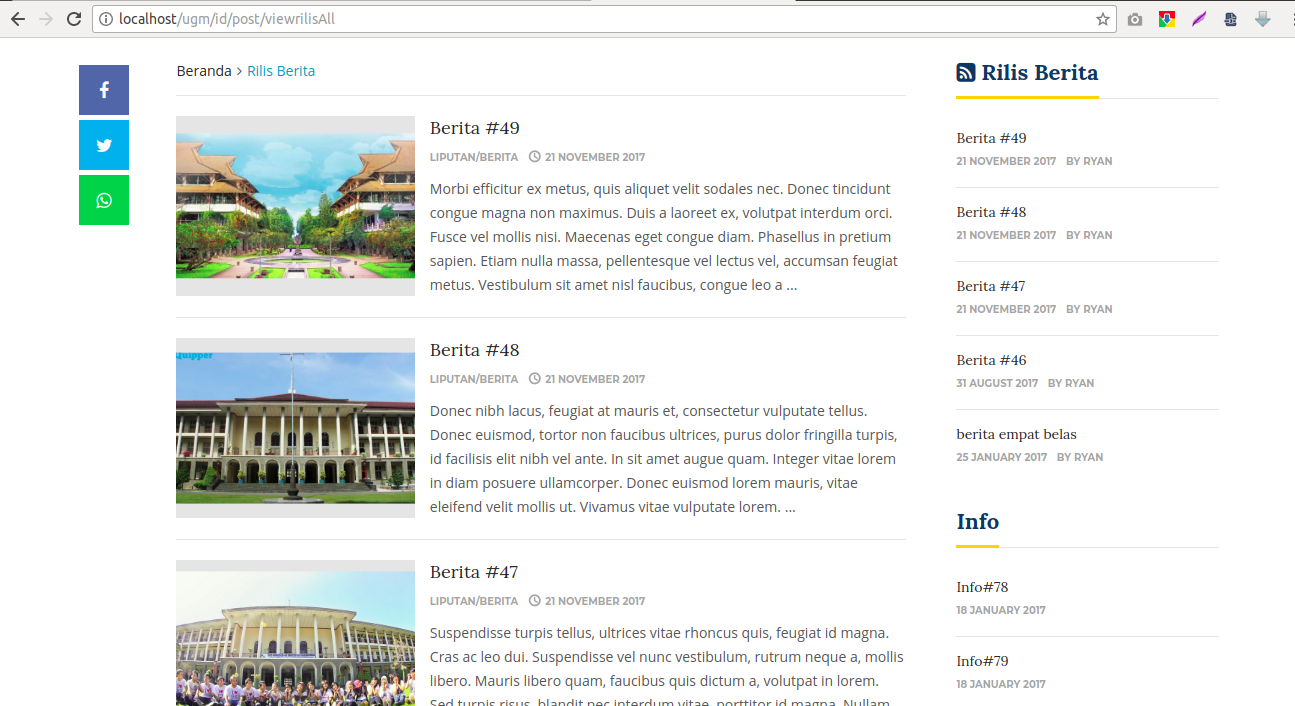 localhost/ugm/id/post/viewrilisAll
Beranda > Rilis Berita
Berita #49
LIPUTAN/BERITA 21 NOVEMBER 2017
Morbi efficitur ex metus, quis aliquet velit sodales nec. Donec tincidunt
congue magna non maximus. Duis a laoreet ex, volutpat interdum orci.
Fusce vel mollis nisi. Maecenas eget congue diam. Phasellus in pretium
sapien. Etiam nulla massa, pellentesque vel lectus vel, accumsan feugiat
metus. Vestibulum sit amet nisl faucibus, congue leo a ...
Quipper
Berita #48
LIPUTAN/BERITA 21 NOVEMBER 2017
Donec nibh lacus, feugiat at mauris et, consectetur vulputate tellus.
Donec euismod, tortor non faucibus ultrices, purus dolor fringilla turpis,
id facilisis elit nibh vel ante. In sit amet augue quam. Integer vitae lorem
in diam posuere ullamcorper. Donec euismod lorem mauris, vitae
eleifend velit mollis ut. Vivamus vitae vulputate lorem. ...
Berita #47
LIPUTAN/BERITA 21 NOVEMBER 2017
Suspendisse turpis tellus, ultrices vitae rhoncus quis, feugiat id magna.
Cras ac leo dui. Suspendisse vel nunc vestibulum, rutrum neque a, mollis
libero. Mauris libero quam, faucibus quis dictum a, volutpat in lorem.
Sed turpis risus, blandit nec interdum vitae, porttitor id magna. Nullam
Rilis Berita
Berita #49
21 NOVEMBER 2017 BY RYAN
Berita #48
21 NOVEMBER 2017 BY RYAN
Berita #47
21 NOVEMBER 2017 BY RYAN
Berita #46
31 AUGUST 2017 BY RYAN
berita empat belas
25 JANUARY 2017 BY RYAN
Info
Info#78
18 JANUARY 2017
Info#79
18 JANUARY 2017